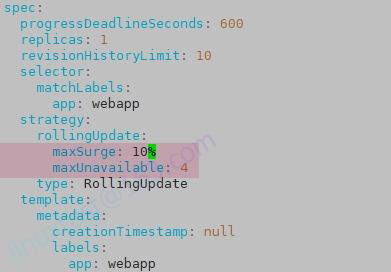 spec:
  progressDeadlineSeconds: 600
  replicas: 1
  revisionHistoryLimit: 10
  selector:
    matchLabels:
      app: webapp
  strategy:
    rollingUpdate:
      maxSurge: 10%
      maxUnavailable: 4
    type: RollingUpdate
  template:
    metadata:
      creationTimestamp: null
      labels:
        app: webapp